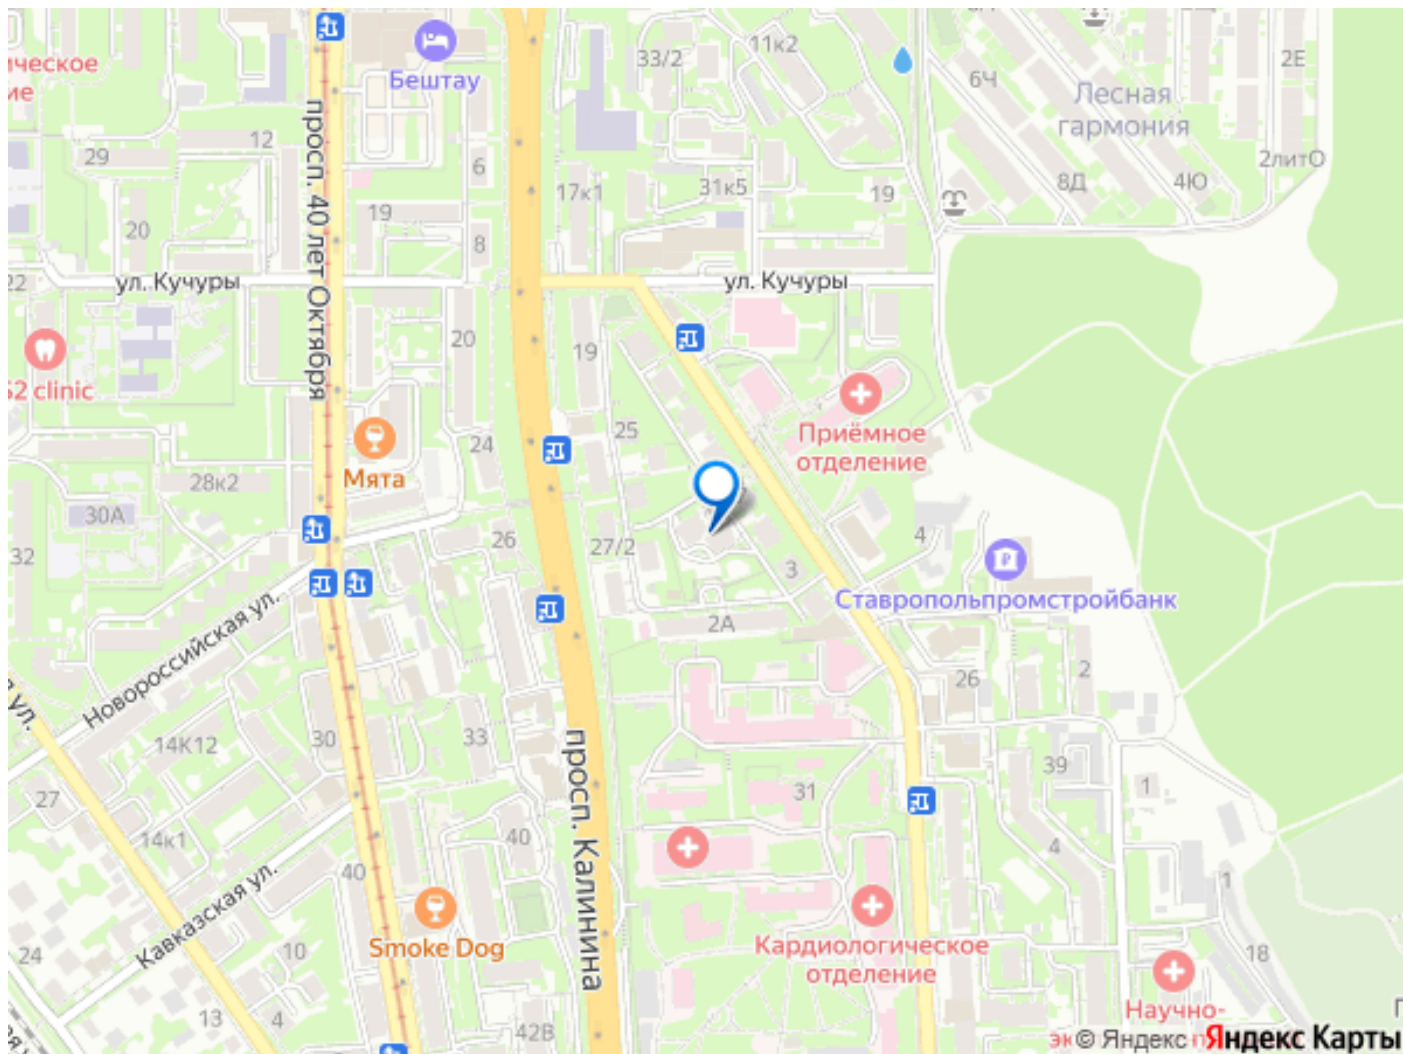 Бештау
33/2
11к2
6Ч
2Е
Лесная
гармония
ическое
ие
просп. 40 лет Октября
12
29
6
17к1
31к5
19
8Д
4Ю
2литО
20
19
8
22
ул. Кучуры
ул. Кучуры
20
19
52 clinic
Мята
24
25
Приёмное
отделение
28к2
30А
32
26
27/2
4
3
Ставропольпромстройбанк
2А
Новороссийская ул.
ул.
14К12
30
33
просп. Калинина
26
2
39
1
27
14к1
40
40
31
4
1
Кавказская ул.
Smoke Dog
Кардиологическое
отделение
24
10
18
13
4
42В
Научно-
эк
© Яндекс
Яндекс Карты